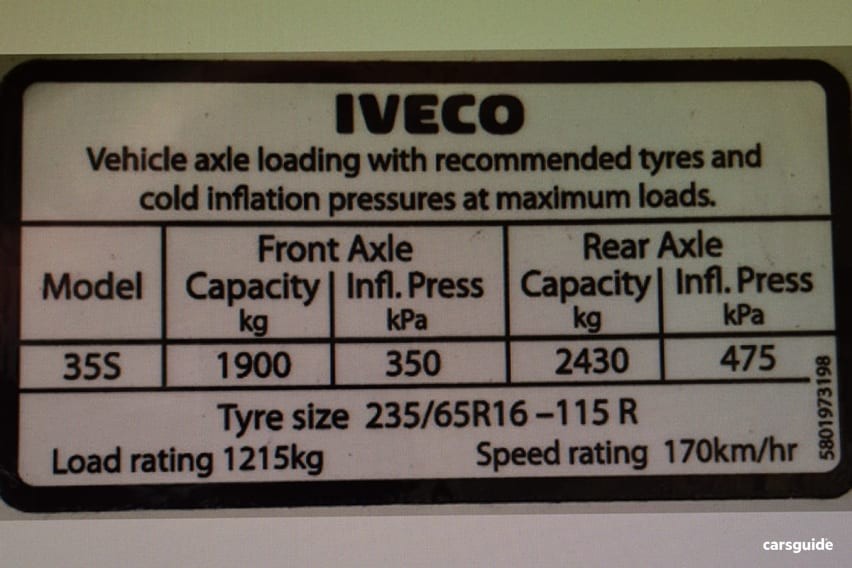 IVECO
Vehicle axle loading with recommended tyres and
cold inflation pressures at maximum loads.
Front Axle Rear Axle
Model Capacity Infl. Press Capacity Infl. Press
kg kPa kg kPa
35S 1900 350 2430 475
Tyre size 235/65R16 –115 R
Load rating 1215kg Speed rating 170km/hr
5801973198
carsguide